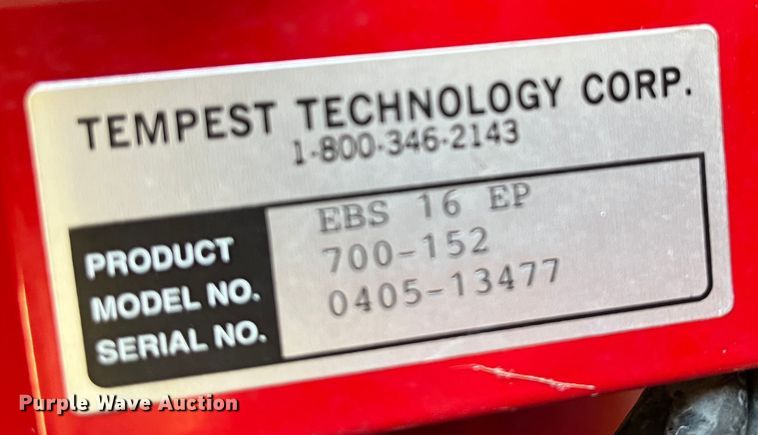 TEMPEST TECHNOLOGY CORP.
1-800-346-2143
PRODUCT EBS 16 EP
MODEL NO. 700-152
SERIAL NO. 0405-13477
Purple Wave Auction